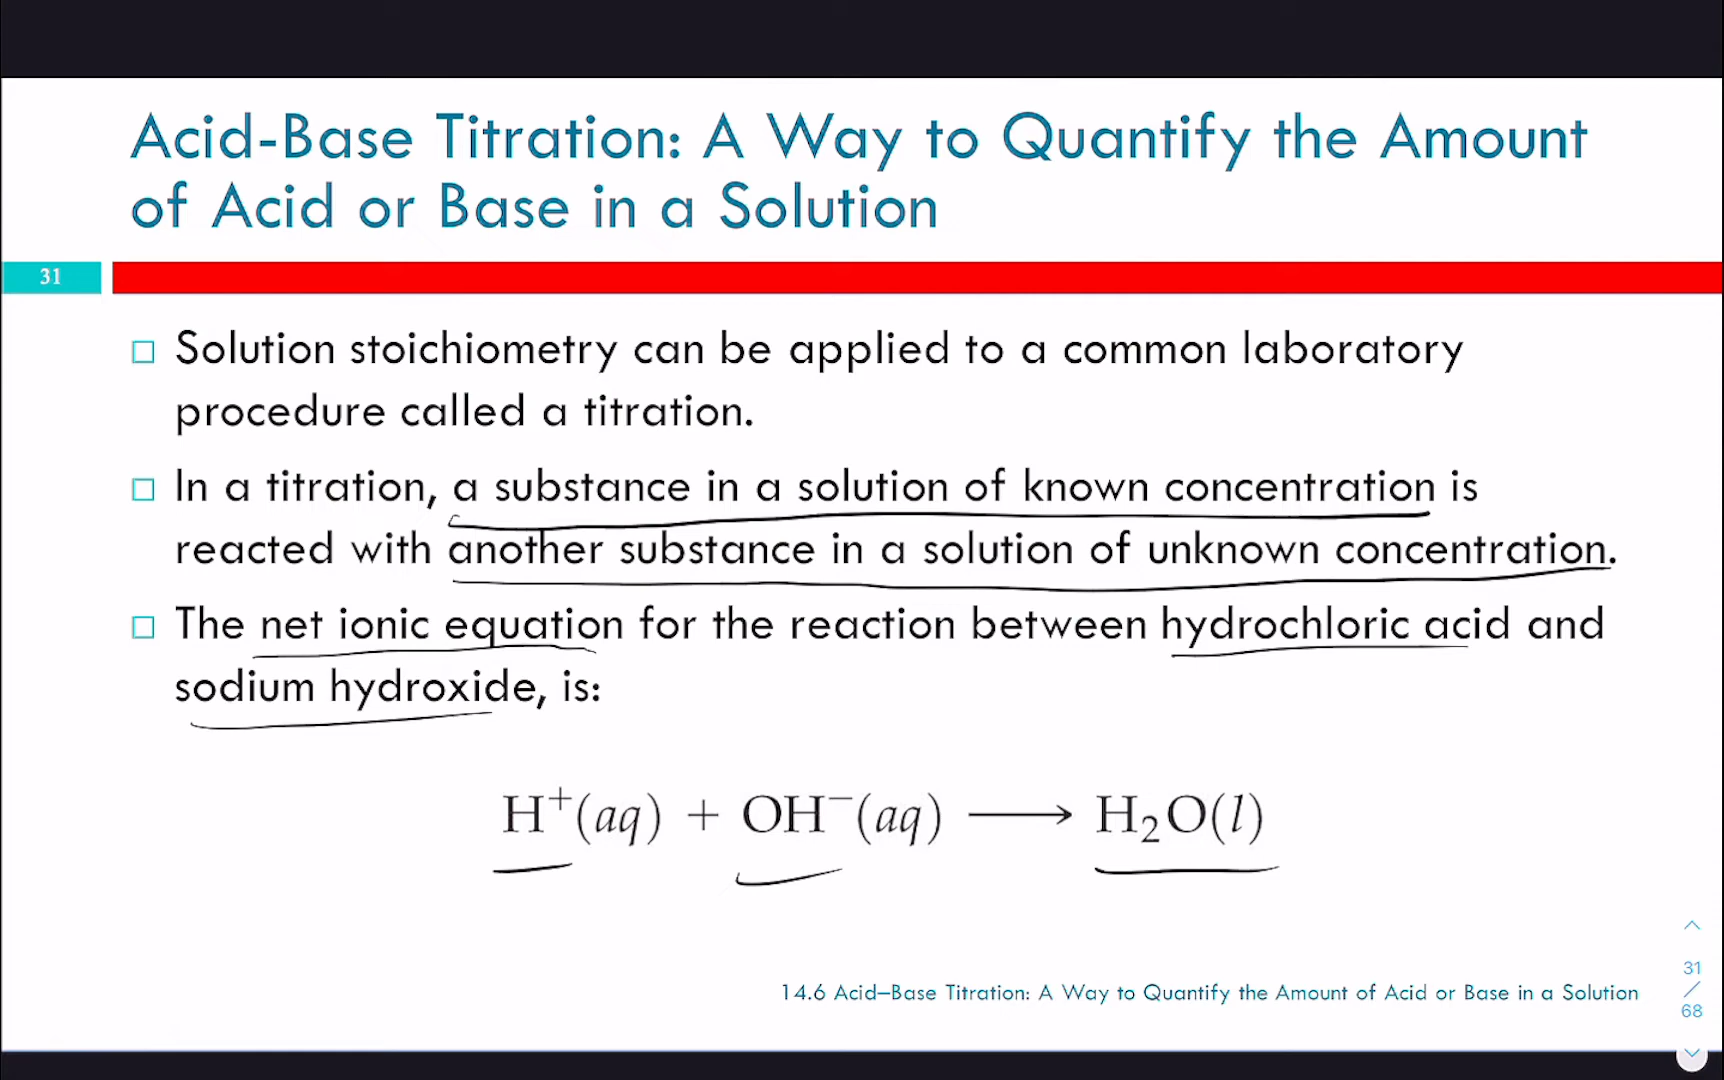 Acid-Base Titration: A Way to Quantify the Amount
of Acid or Base in a Solution
31
□ Solution stoichiometry can be applied to a common laboratory
procedure called a titration.
□ In a titration, a substance in a solution of known concentration is
reacted with another substance in a solution of unknown concentration.
□ The net ionic equation for the reaction between hydrochloric acid and
sodium hydroxide, is:
H⁺(aq) + OH⁻(aq) ⟶ H₂O(l)
14.6 Acid–Base Titration: A Way to Quantify the Amount of Acid or Base in a Solution
31
/
68